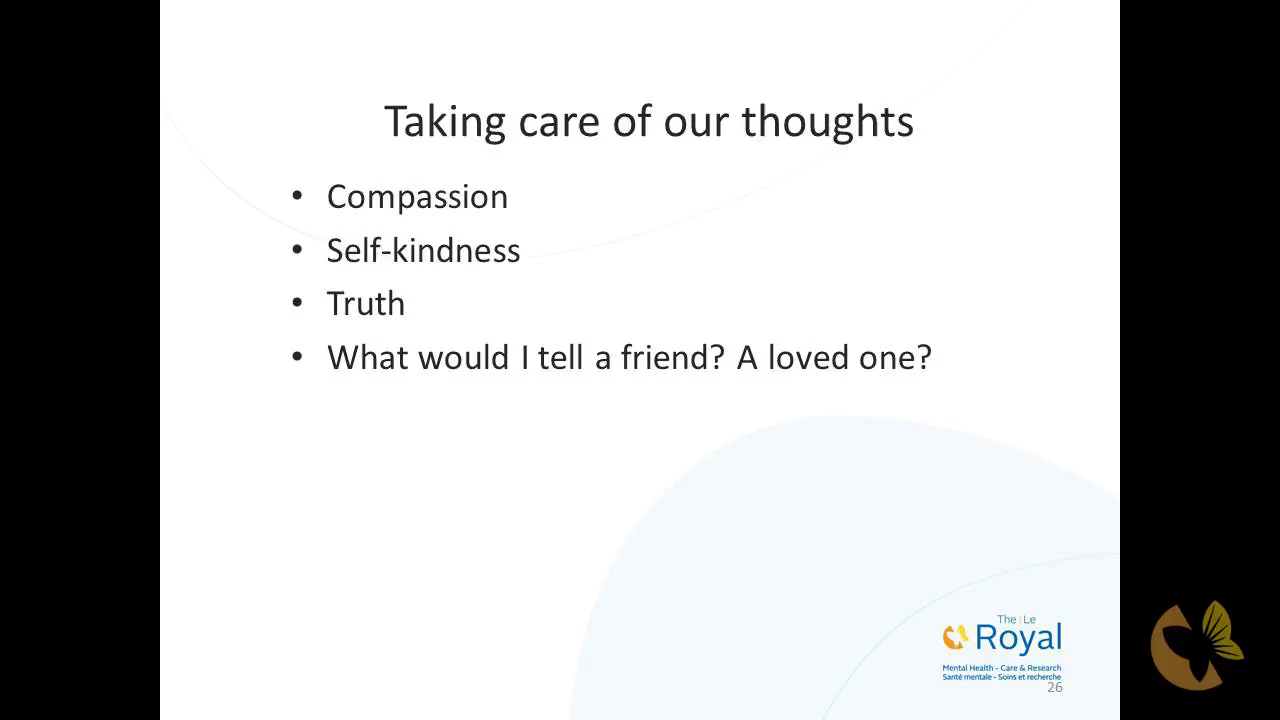 Taking care of our thoughts
• Compassion
• Self-kindness
• Truth
• What would I tell a friend? A loved one?
The | Le
Royal
Mental Health - Care & Research
Santé mentale - Soins et recherche
26